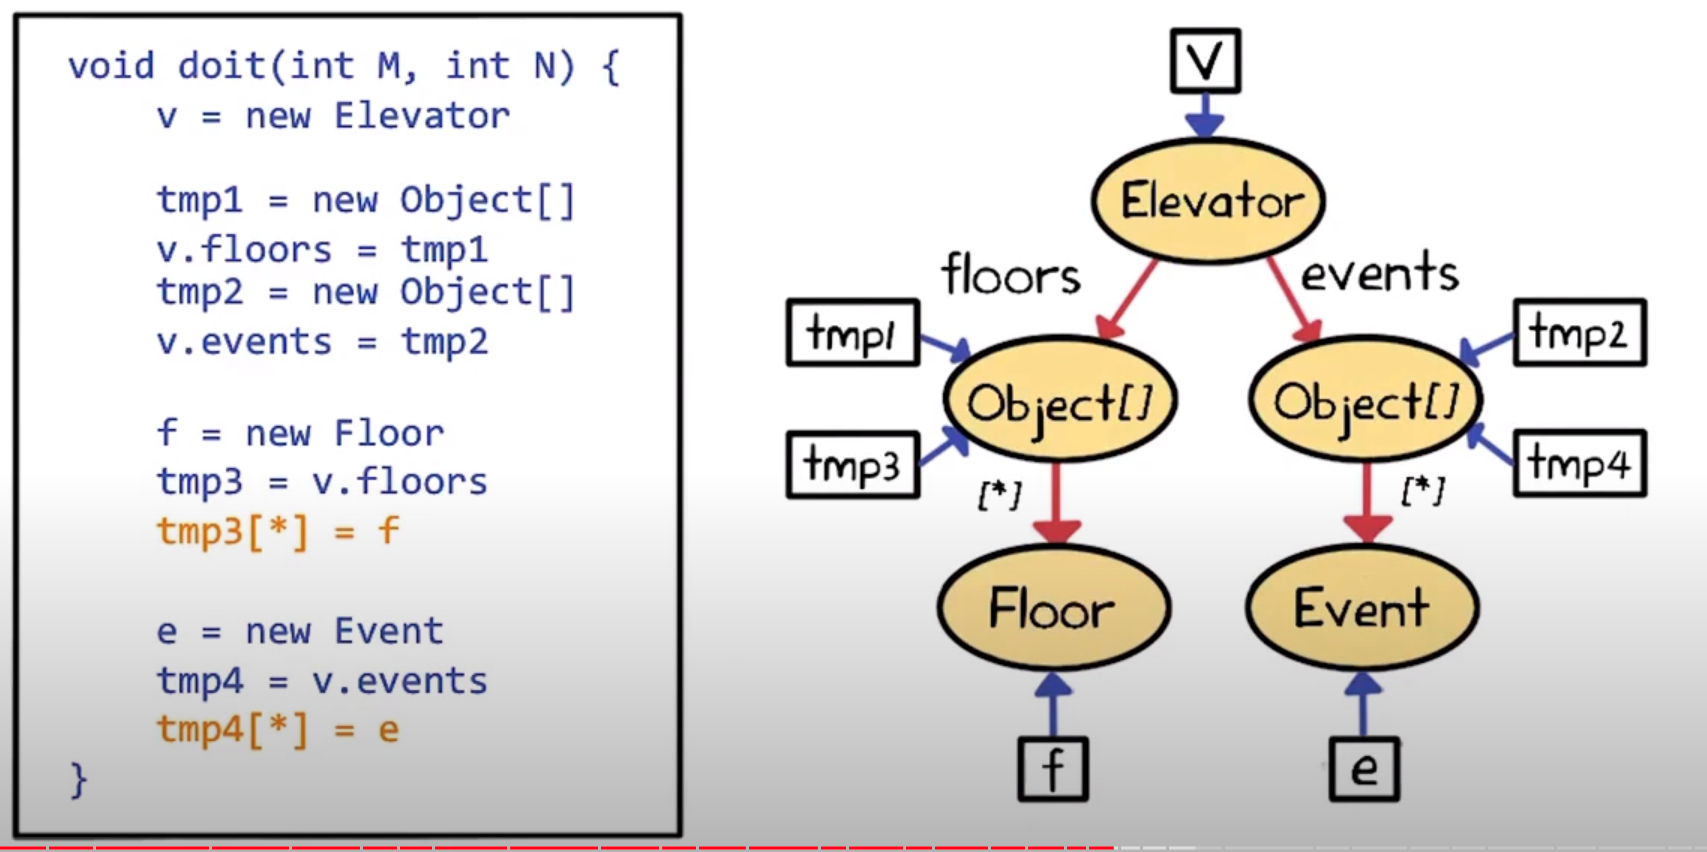 void doit(int M, int N) {
v = new Elevator
tmp1 = new Object[]
v.floors = tmp1
tmp2 = new Object[]
v.events = tmp2
f = new Floor
tmp3 = v.floors
tmp3[*] = f
e = new Event
tmp4 = v.events
tmp4[*] = e
}
V
Elevator
floors
events
tmp1
tmp2
Object[]
Object[]
tmp3
tmp4
[*]
[*]
Floor
Event
f
e